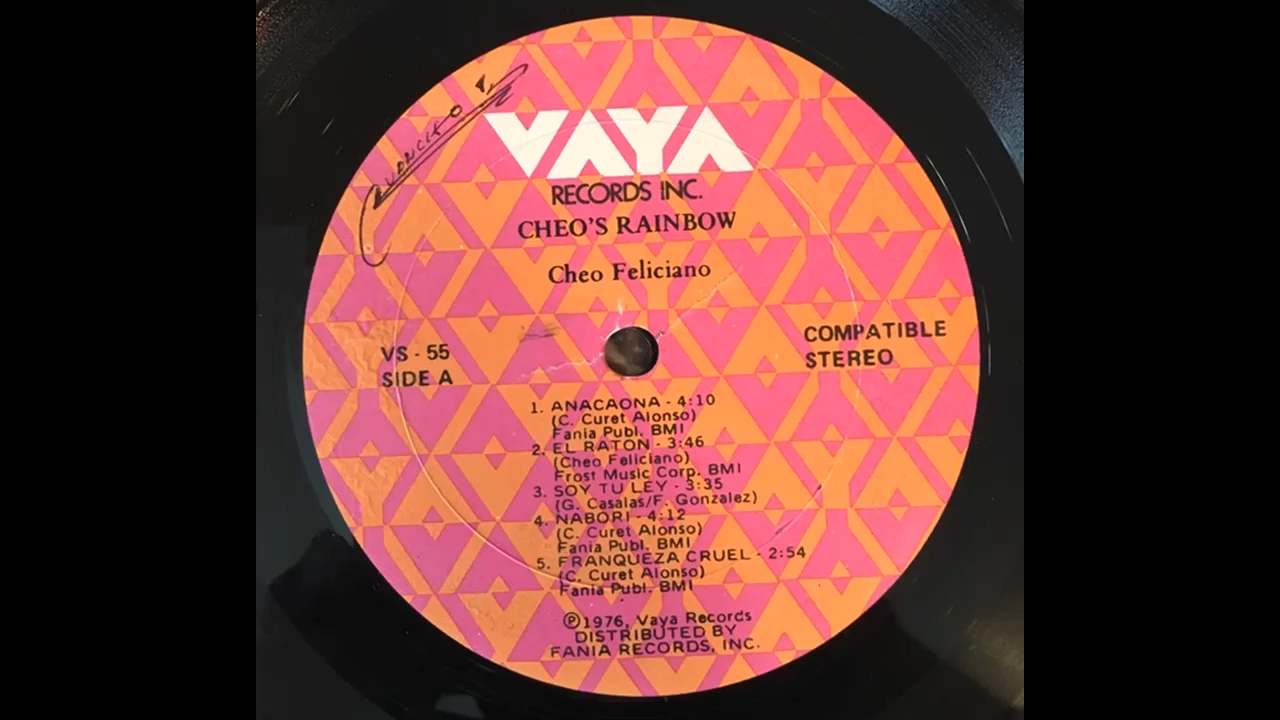 VAYA
RECORDS INC.
CHEO'S RAINBOW
Cheo Feliciano
VS - 55
SIDE A
COMPATIBLE
STEREO
1. ANACAONA - 4:10
(C. Curet Alonso)
Fania Publ. BMI
2. EL RATON - 3:46
(Cheo Feliciano)
Frost Music Corp. BMI
3. SOY TU LEY - 3:35
(G. Casalas/F. Gonzalez)
4. NABORI - 4:12
(C. Curet Alonso)
Fania Publ. BMI
5. FRANQUEZA CRUEL - 2:54
(C. Curet Alonso)
Fania Publ. BMI
℗1976, Vaya Records
DISTRIBUTED BY
FANIA RECORDS, INC.